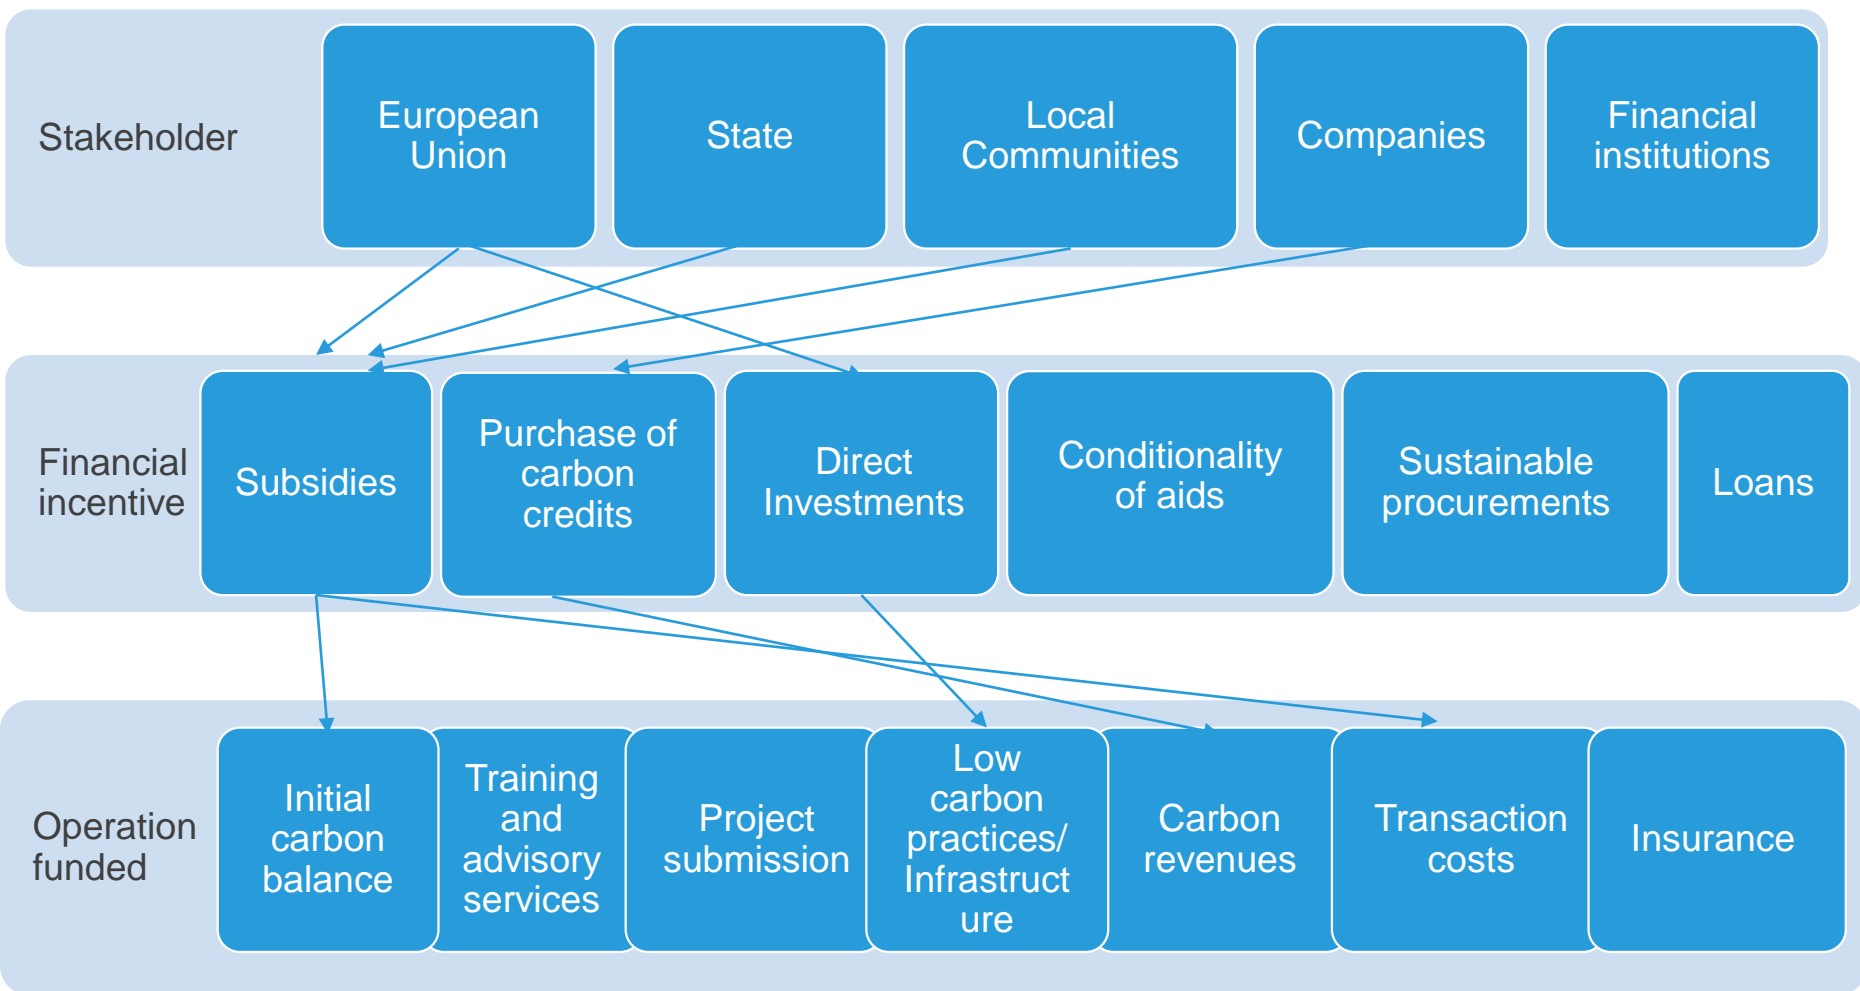 Stakeholder
European
Union
State
Local
Communities
Companies
Financial
institutions
Financial
incentive
Subsidies
Purchase of
carbon
credits
Direct
Investments
Conditionality
of aids
Sustainable
procurements
Loans
Operation
funded
Initial
carbon
balance
Training
and
advisory
services
Project
submission
Low
carbon
practices/
Infrastruct
ure
Carbon
revenues
Transaction
costs
Insurance